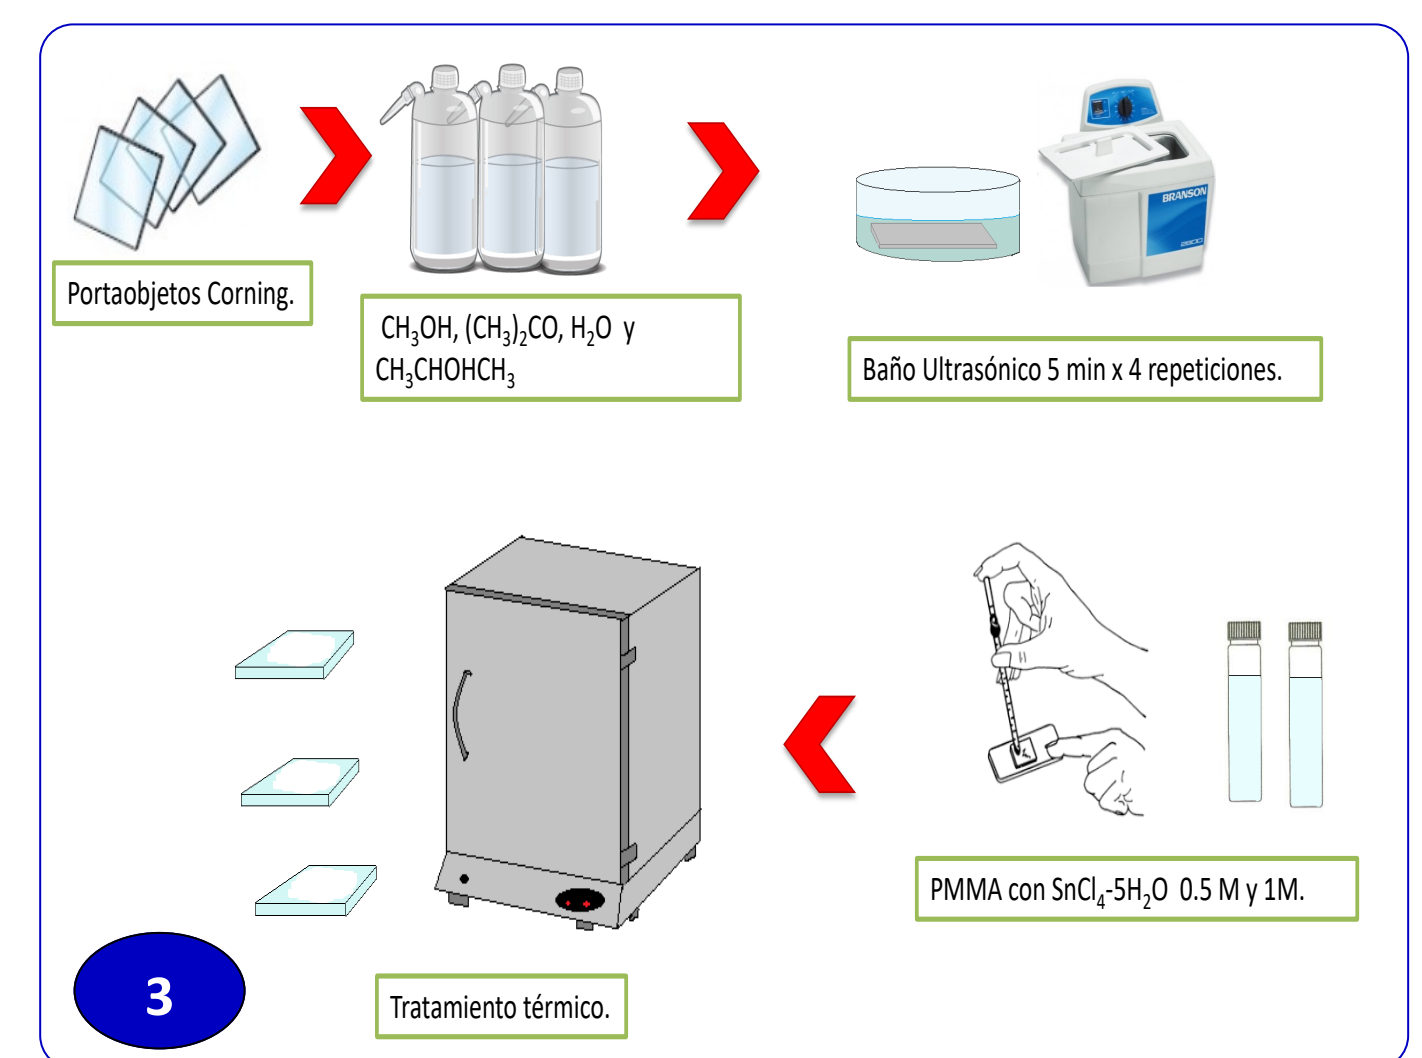 Portaobjetos Corning.
CH₃OH, (CH₃)₂CO, H₂O y
CH₃CHOHCH₃
BRANSON
2800
Baño Ultrasónico 5 min x 4 repeticiones.
PMMA con SnCl₄-5H₂O 0.5 M y 1M.
Tratamiento térmico.
3